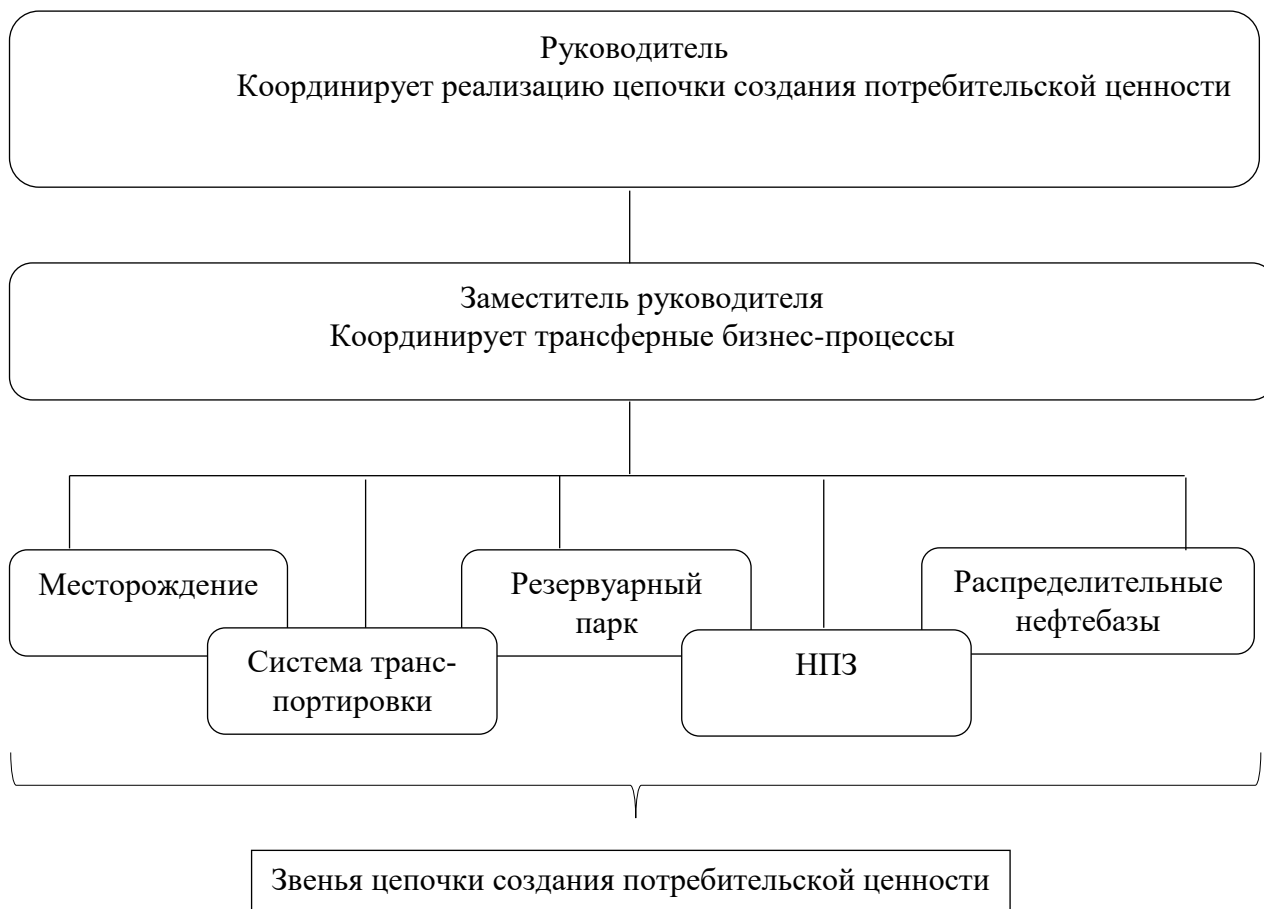 Руководитель
Координирует реализацию цепочки создания потребительской ценности
Заместитель руководителя
Координирует трансферные бизнес-процессы
Месторождение
Система транс-
портировки
Резервуарный
парк
НПЗ
Распределительные
нефтебазы
Звенья цепочки создания потребительской ценности